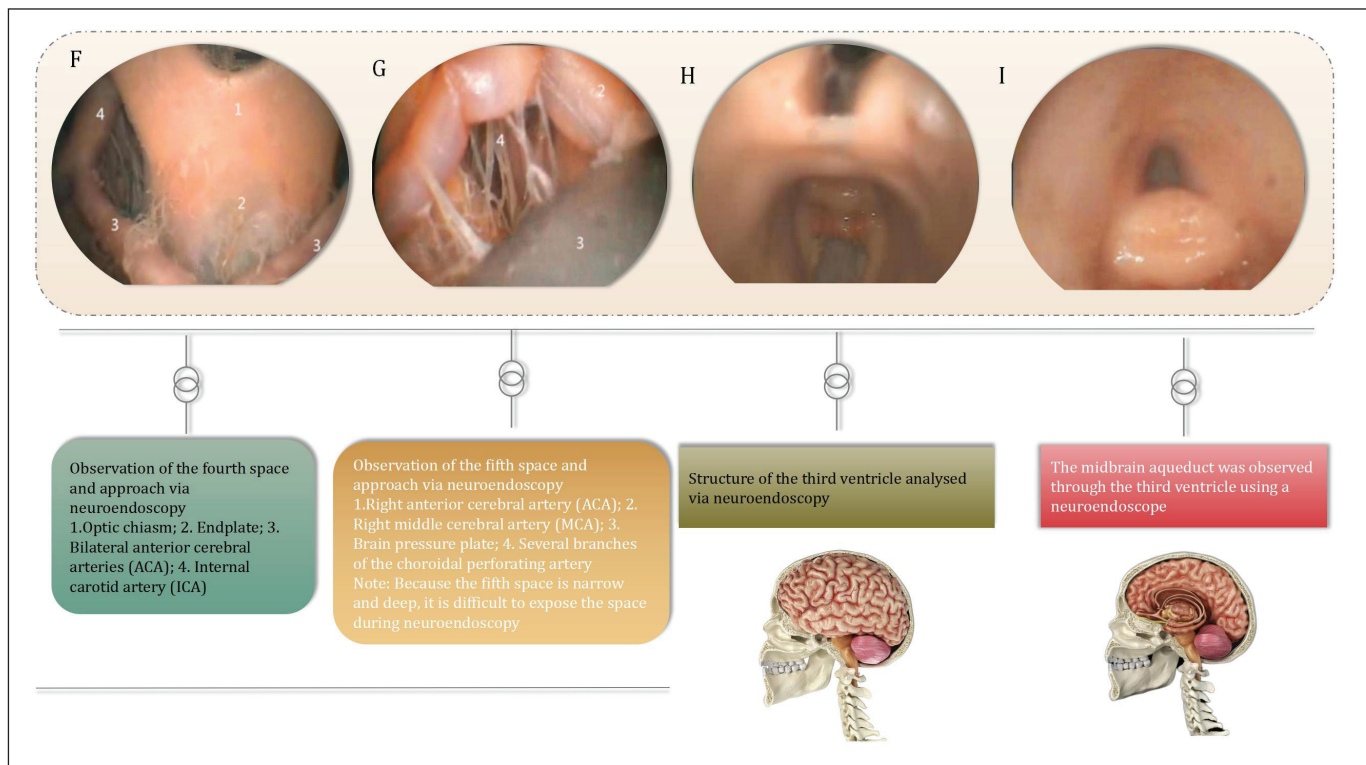 F
G
H
I
4
1
2
3
3
2
4
3
Observation of the fourth space
and approach via
neuroendoscopy
1.Optic chiasm; 2. Endplate; 3.
Bilateral anterior cerebral
arteries (ACA); 4. Internal
carotid artery (ICA)
Observation of the fifth space and
approach via neuroendoscopy
1.Right anterior cerebral artery (ACA); 2.
Right middle cerebral artery (MCA); 3.
Brain pressure plate; 4. Several branches
of the choroidal perforating artery
Note: Because the fifth space is narrow
and deep, it is difficult to expose the space
during neuroendoscopy
Structure of the third ventricle analysed
via neuroendoscopy
The midbrain aqueduct was observed
through the third ventricle using a
neuroendoscope